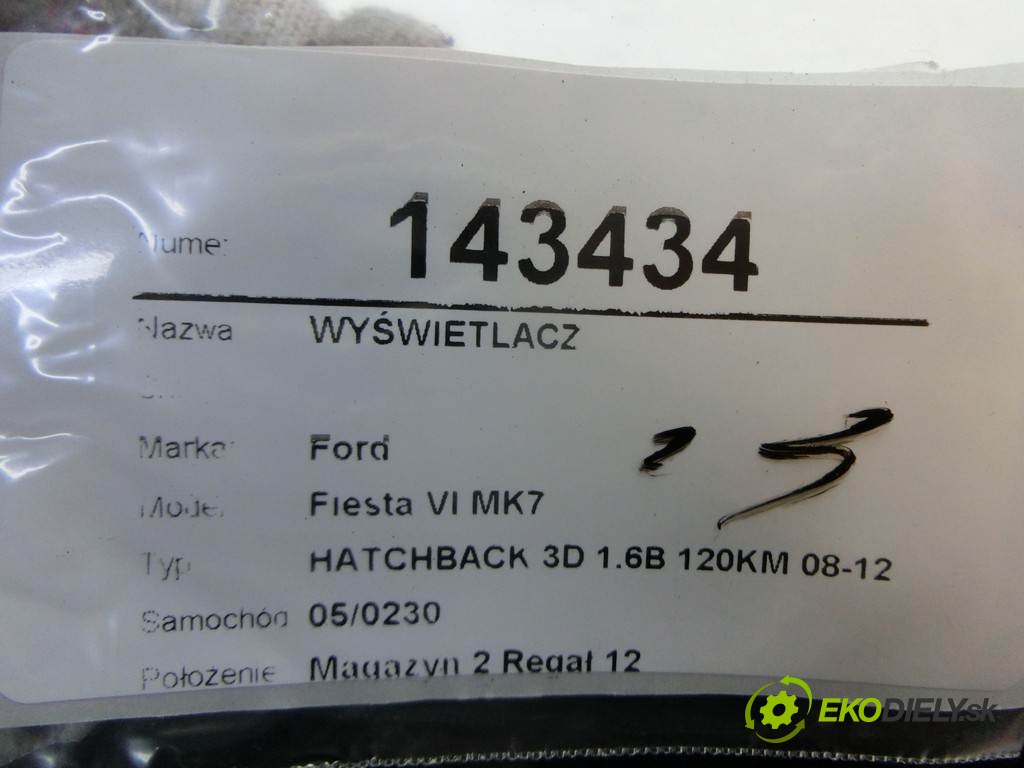 Numer 143434
Nazwa WYŚWIETLACZ
Marka Ford
Model Fiesta VI MK7
Typ HATCHBACK 3D 1.6B 120KM 08-12
Samochód 05/0230
Położenie Magazyn 2 Regał 12
EKODIELY.sk